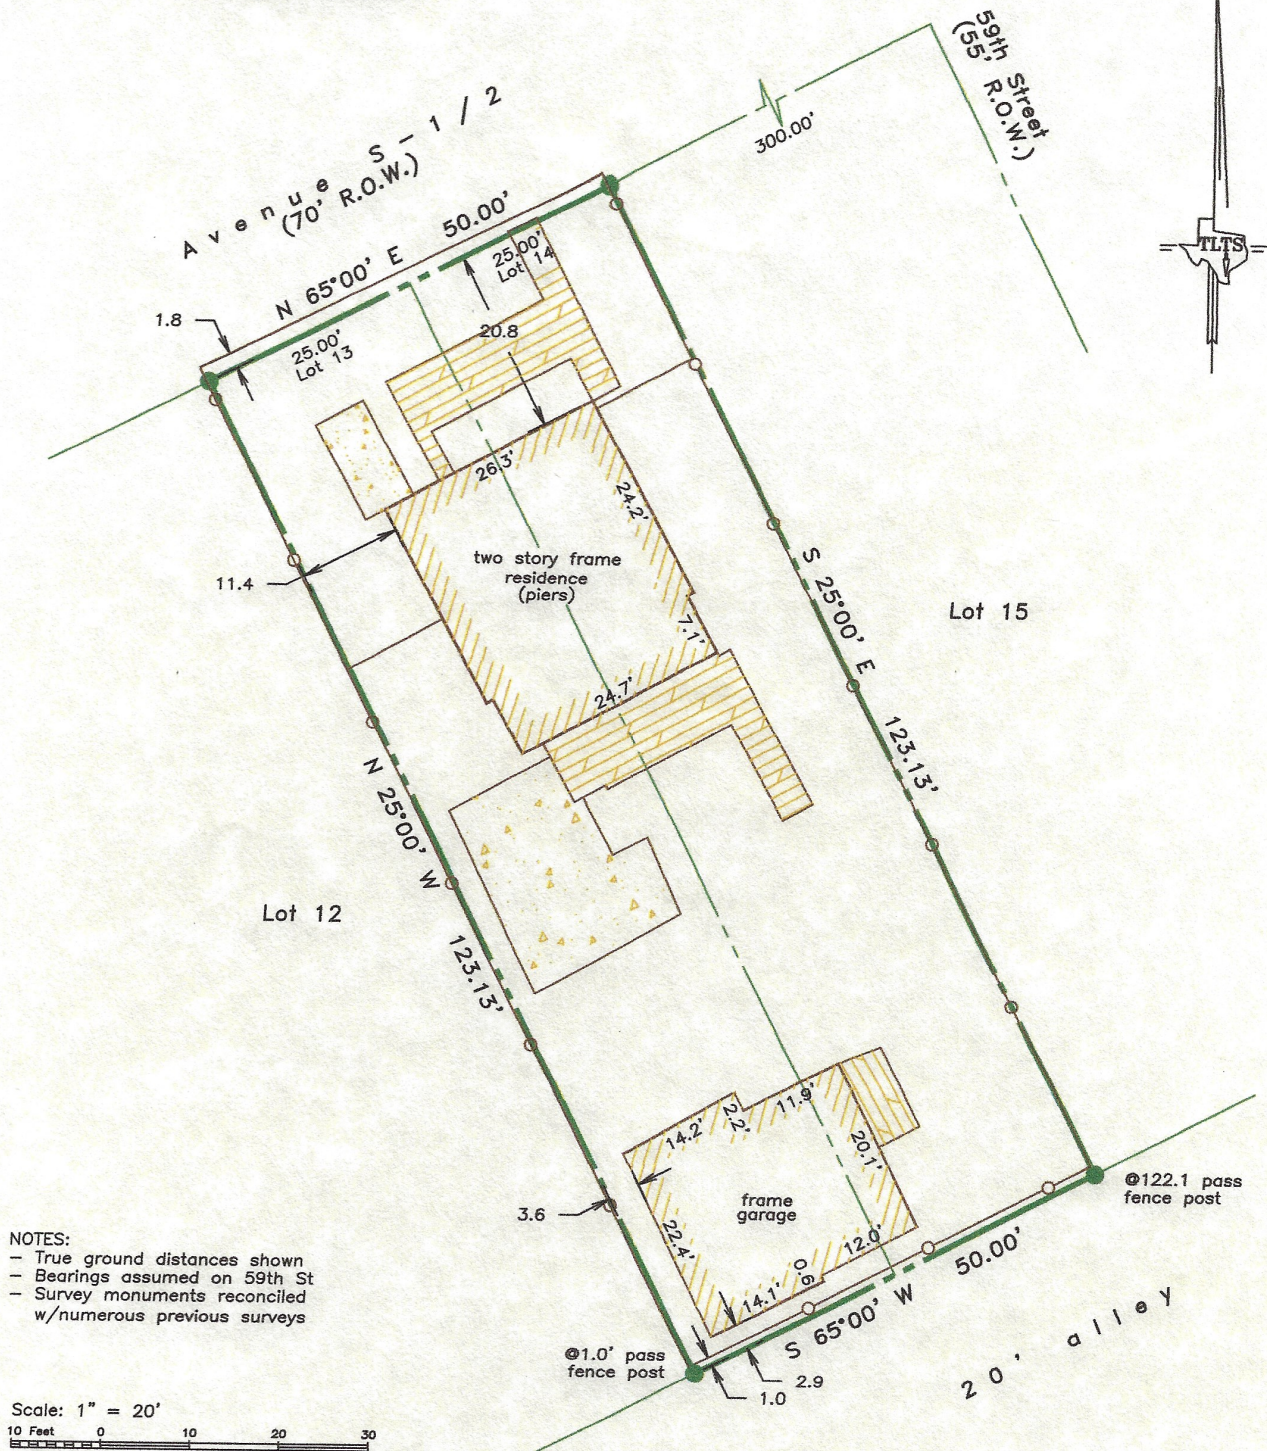 59th Street
(55' R.O.W.)
300.00'
Avenue S-1/2
(70' R.O.W.)
TLTS
N 65°00' E 50.00'
25.00'
Lot 14
1.8
25.00'
Lot 13
20.8
26.3'
24.2'
11.4
two story frame
residence
(piers)
S 25°00' E 123.13'
Lot 15
7.1'
24.7'
N 25°00' W 123.13'
Lot 12
14.2'
2.2'
11.9'
20.1'
3.6
frame
garage
22.4'
12.0'
0.6
14.1'
@122.1 pass
fence post
S 65°00' W 50.00'
20' alley
@1.0' pass
fence post
2.9
1.0
NOTES:
- True ground distances shown
- Bearings assumed on 59th St
- Survey monuments reconciled
w/numerous previous surveys
Scale: 1" = 20'
10 Feet 0 10 20 30